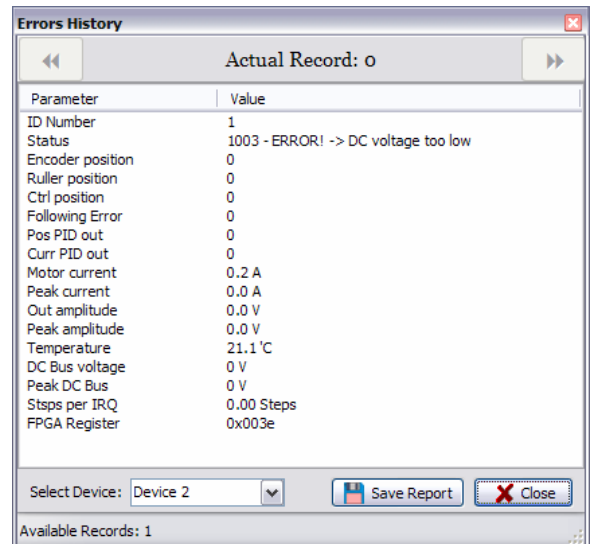 Errors History
Actual Record: 0
Parameter Value
ID Number 1
Status 1003 - ERROR! -> DC voltage too low
Encoder position 0
Ruller position 0
Ctrl position 0
Following Error 0
Pos PID out 0
Curr PID out 0
Motor current 0.2 A
Peak current 0.0 A
Out amplitude 0.0 V
Peak amplitude 0.0 V
Temperature 21.1'C
DC Bus voltage 0 V
Peak DC Bus 0 V
Stsps per IRQ 0.00 Steps
FPGA Register 0x003e
Select Device: Device 2 Save Report Close
Available Records: 1